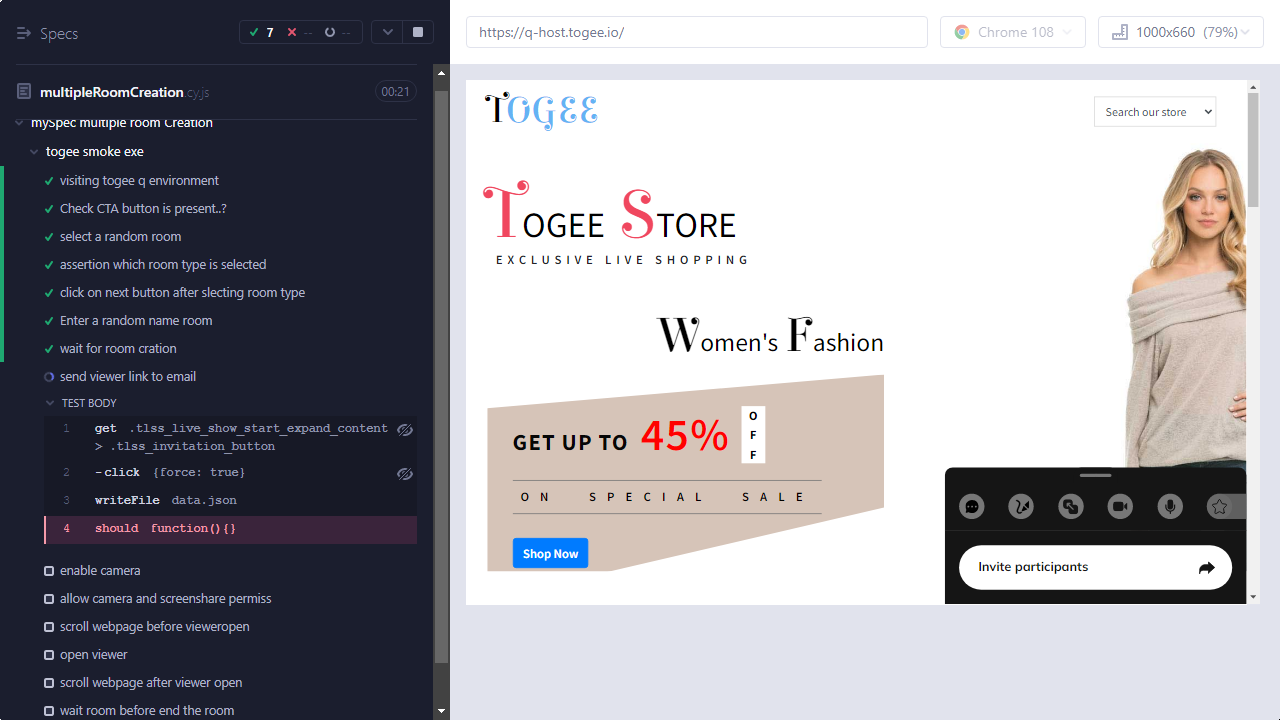 Specs
7
--
--
multipleRoomCreation.cy.js
00:21
mySpec multiple room Creation
togee smoke exe
visiting togee q environment
Check CTA button is present..?
select a random room
assertion which room type is selected
click on next button after slecting room type
Enter a random name room
wait for room cration
send viewer link to email
TEST BODY
1 get .tlss_live_show_start_expand_content
> .tlss_invitation_button
2 -click {force: true}
3 writeFile data.json
4 should function(){}
enable camera
allow camera and screenshare permiss
scroll webpage before vieweropen
open viewer
scroll webpage after viewer open
wait room before end the room
https://q-host.togee.io/
Chrome 108
1000x660 (79%)
TOGEE
Search our store
TOGEE STORE
EXCLUSIVE LIVE SHOPPING
Women's Fashion
GET UP TO 45%
O
F
F
ON SPECIAL SALE
Shop Now
Invite participants